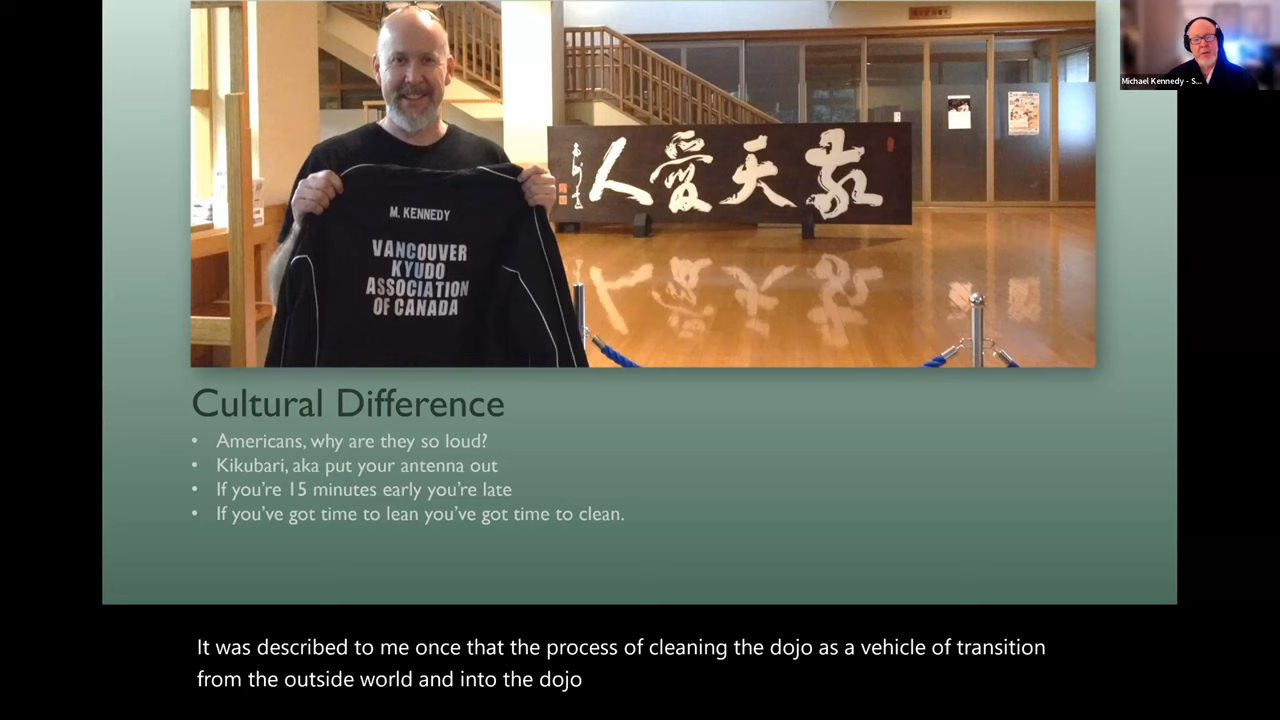 敬天愛人
M. KENNEDY
VANCOUVER
KYUDO
ASSOCIATION
OF CANADA
Michael Kennedy - S...
Cultural Difference
• Americans, why are they so loud?
• Kikubari, aka put your antenna out
• If you're 15 minutes early you're late
• If you've got time to lean you've got time to clean.
It was described to me once that the process of cleaning the dojo as a vehicle of transition
from the outside world and into the dojo